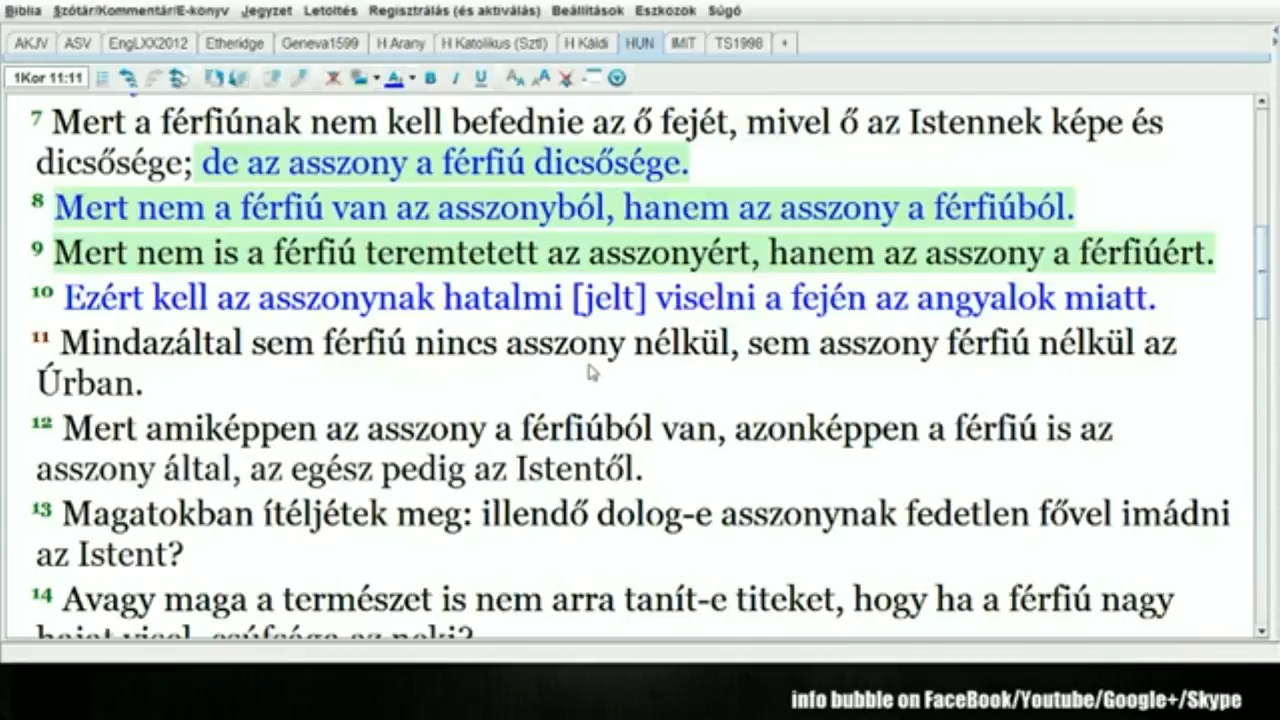 Biblia Szótár/Kommentár/E-könyv Jegyzet Letöltés Regisztrálás (és aktiválás) Beállítások Eszközök Súgó
AKJV ASV EngLXX2012 Etheridge Geneva1599 H Arany H Katolikus (SztI) H Káldi HUN IMIT TS1998 +
1Kor 11:11
7 Mert a férfiúnak nem kell befednie az ő fejét, mivel ő az Istennek képe és
dicsősége; de az asszony a férfiú dicsősége.
8 Mert nem a férfiú van az asszonyból, hanem az asszony a férfiúból.
9 Mert nem is a férfiú teremtetett az asszonyért, hanem az asszony a férfiúért.
10 Ezért kell az asszonynak hatalmi [jelt] viselni a fején az angyalok miatt.
11 Mindazáltal sem férfiú nincs asszony nélkül, sem asszony férfiú nélkül az
Úrban.
12 Mert amiképpen az asszony a férfiúból van, azonképpen a férfiú is az
asszony által, az egész pedig az Istentől.
13 Magatokban ítéljétek meg: illendő dolog-e asszonynak fedetlen fővel imádni
az Istent?
14 Avagy maga a természet is nem arra tanít-e titeket, hogy ha a férfiú nagy
hajat visel, csúfsága az neki?
info bubble on FaceBook/Youtube/Google+/Skype